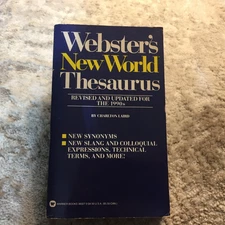 Webster's
New World
Thesaurus
REVISED AND UPDATED FOR
THE 1990s
BY CHARLTON LAIRD
NEW SYNONYMS
NEW SLANG AND COLLOQUIAL
EXPRESSIONS, TECHNICAL
TERMS, AND MORE!